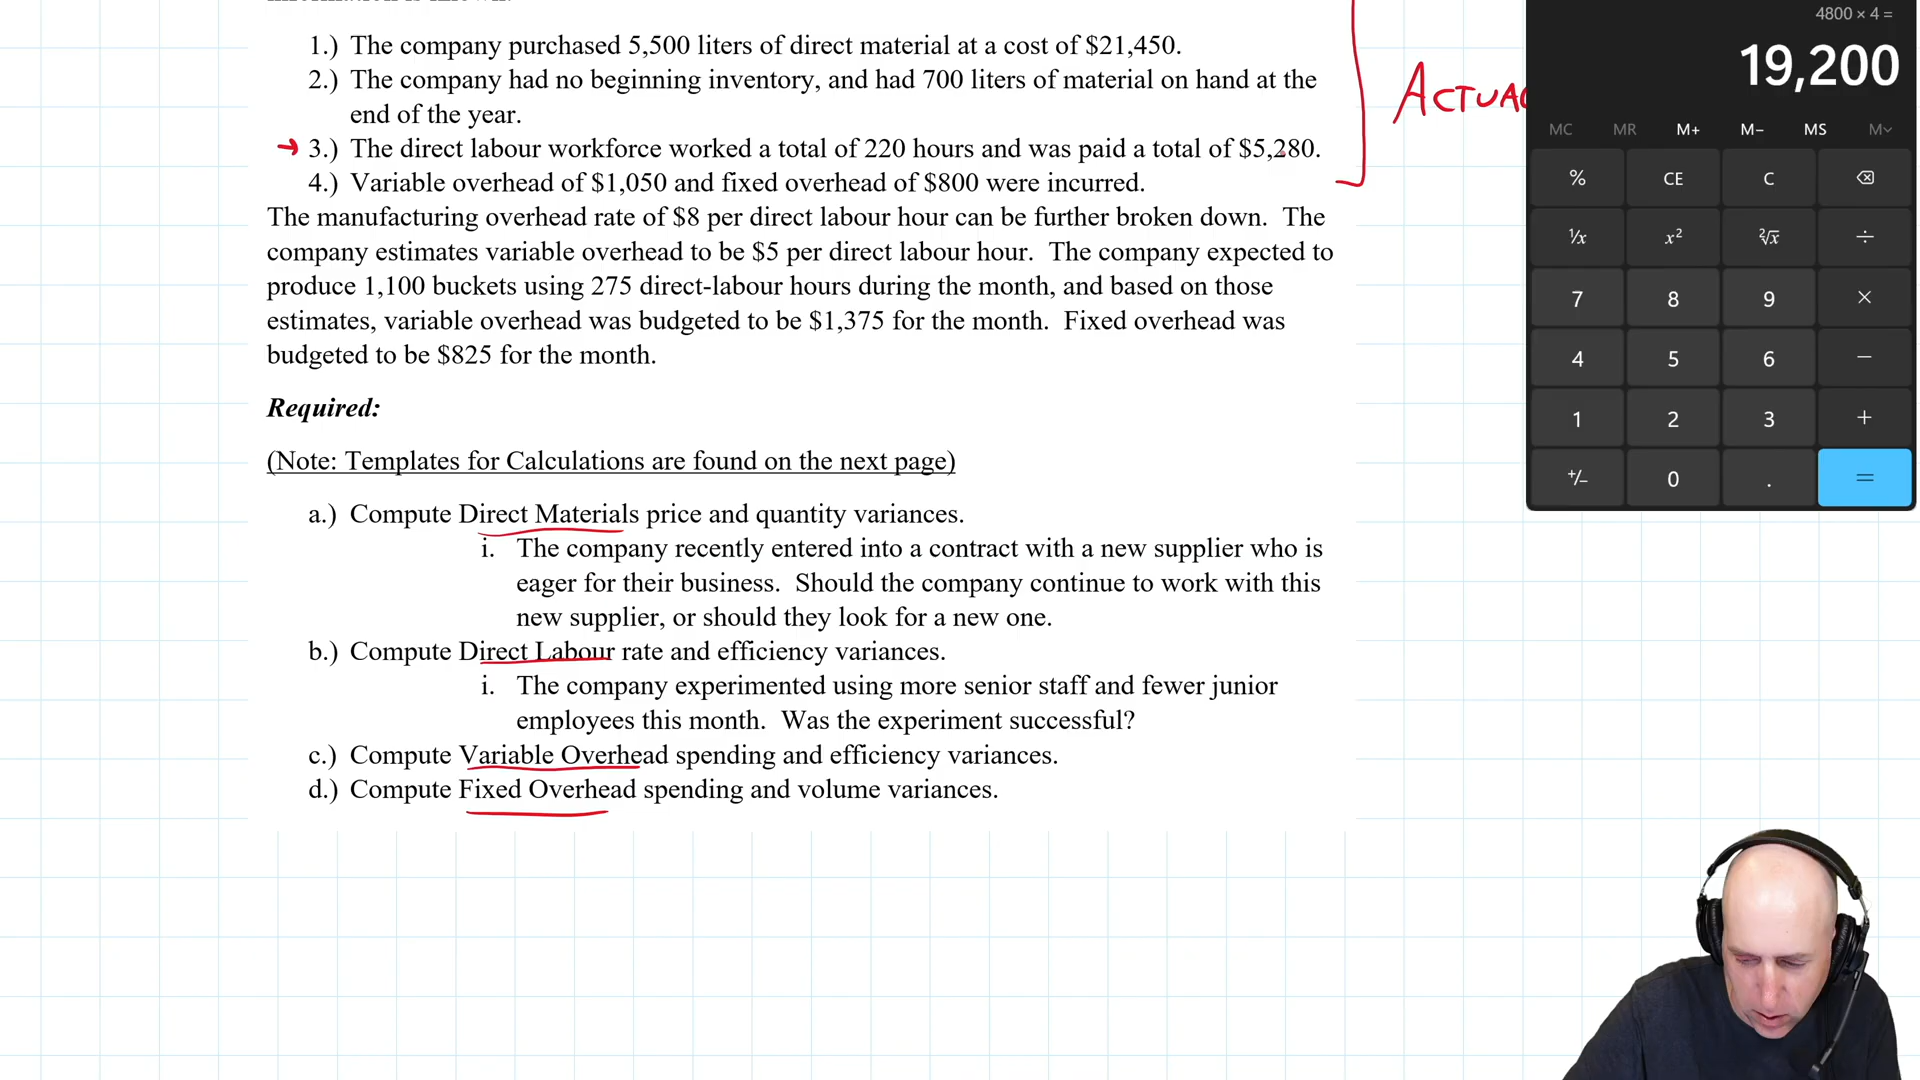 1.) The company purchased 5,500 liters of direct material at a cost of $21,450.
2.) The company had no beginning inventory, and had 700 liters of material on hand at the
end of the year.
3.) The direct labour workforce worked a total of 220 hours and was paid a total of $5,280.
4.) Variable overhead of $1,050 and fixed overhead of $800 were incurred.
The manufacturing overhead rate of $8 per direct labour hour can be further broken down. The
company estimates variable overhead to be $5 per direct labour hour. The company expected to
produce 1,100 buckets using 275 direct-labour hours during the month, and based on those
estimates, variable overhead was budgeted to be $1,375 for the month. Fixed overhead was
budgeted to be $825 for the month.
Required:
(Note: Templates for Calculations are found on the next page)
a.) Compute Direct Materials price and quantity variances.
i. The company recently entered into a contract with a new supplier who is
eager for their business. Should the company continue to work with this
new supplier, or should they look for a new one.
b.) Compute Direct Labour rate and efficiency variances.
i. The company experimented using more senior staff and fewer junior
employees this month. Was the experiment successful?
c.) Compute Variable Overhead spending and efficiency variances.
d.) Compute Fixed Overhead spending and volume variances.
4800 × 4 =
19,200
MC MR M+ M− MS M˅
% CE C ⌫
¹/x x² ²√x ÷
7 8 9 ×
4 5 6 −
1 2 3 +
+/− 0 . =